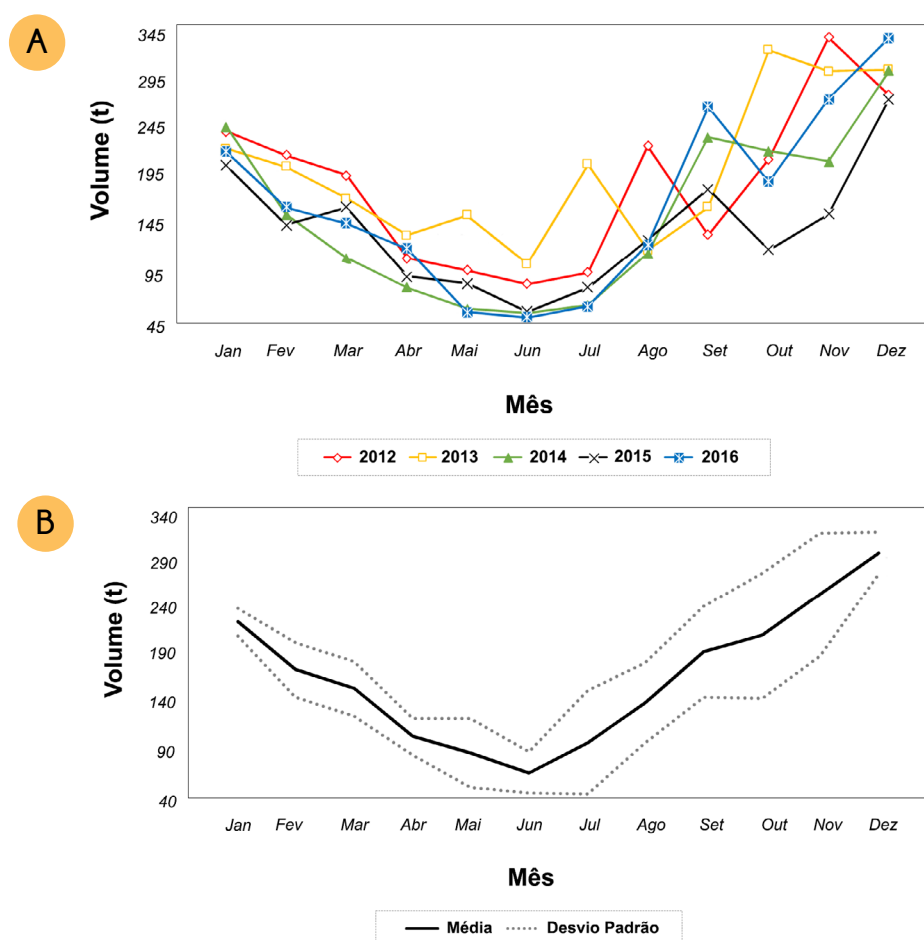 A
Volume (t)
345
295
245
195
145
95
45
Jan Fev Mar Abr Mai Jun Jul Ago Set Out Nov Dez
Mês
2012 2013 2014 2015 2016
B
Volume (t)
340
290
240
190
140
90
40
Jan Fev Mar Abr Mai Jun Jul Ago Set Out Nov Dez
Mês
Média Desvio Padrão